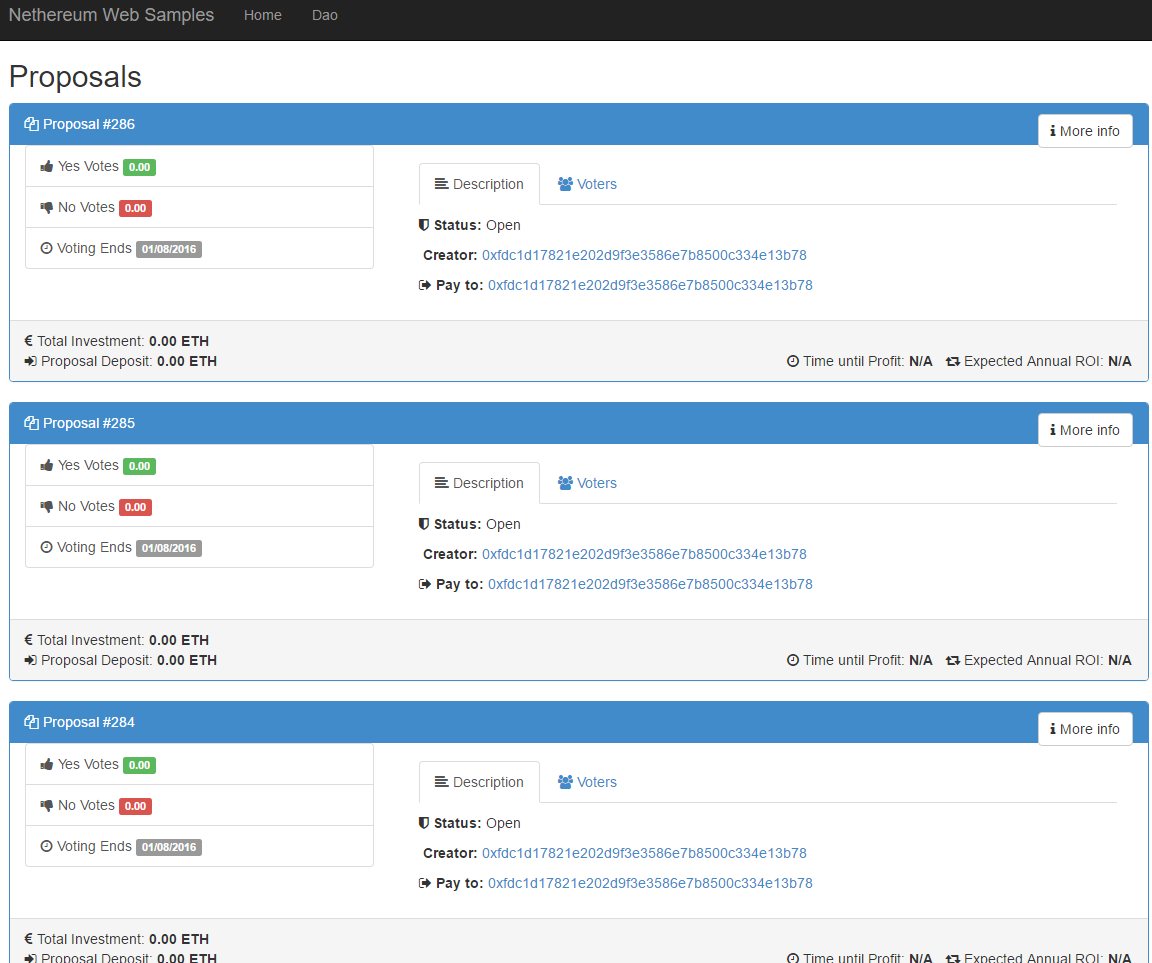 Nethereum Web Samples Home Dao
Proposals
Proposal #286 More info
Yes Votes 0.00
No Votes 0.00
Voting Ends 01/08/2016
Description Voters
Status: Open
Creator: 0xfdc1d17821e202d9f3e3586e7b8500c334e13b78
Pay to: 0xfdc1d17821e202d9f3e3586e7b8500c334e13b78
€ Total Investment: 0.00 ETH
Proposal Deposit: 0.00 ETH Time until Profit: N/A Expected Annual ROI: N/A
Proposal #285 More info
Yes Votes 0.00
No Votes 0.00
Voting Ends 01/08/2016
Description Voters
Status: Open
Creator: 0xfdc1d17821e202d9f3e3586e7b8500c334e13b78
Pay to: 0xfdc1d17821e202d9f3e3586e7b8500c334e13b78
€ Total Investment: 0.00 ETH
Proposal Deposit: 0.00 ETH Time until Profit: N/A Expected Annual ROI: N/A
Proposal #284 More info
Yes Votes 0.00
No Votes 0.00
Voting Ends 01/08/2016
Description Voters
Status: Open
Creator: 0xfdc1d17821e202d9f3e3586e7b8500c334e13b78
Pay to: 0xfdc1d17821e202d9f3e3586e7b8500c334e13b78
€ Total Investment: 0.00 ETH
Proposal Deposit: 0.00 ETH Time until Profit: N/A Expected Annual ROI: N/A